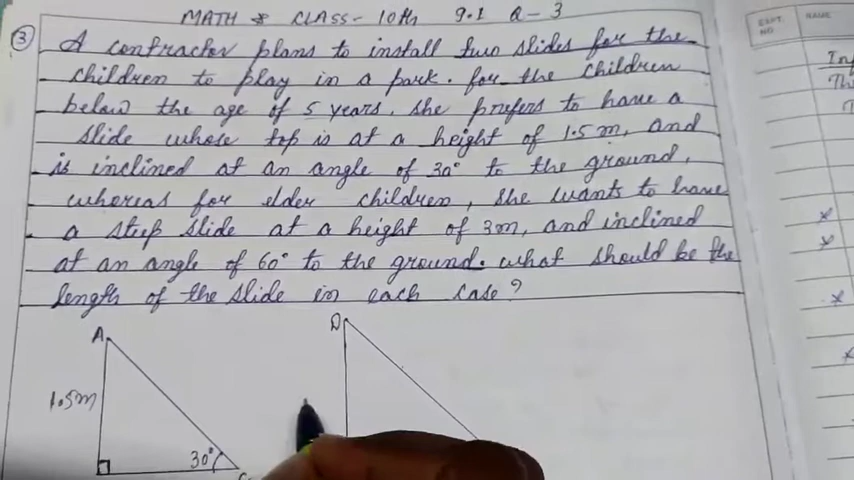 MATH & CLASS- 10th 9.1 Q-3
③ A contractor plans to install two slides for the
children to play in a park. for the children
below the age of 5 years, she prefers to have a
slide whose top is at a height of 1.5 m, and
is inclined at an angle of 30° to the ground,
whereas for elder children, she wants to have
a steep slide at a height of 3m, and inclined
at an angle of 60° to the ground. what should be the
length of the slide in each case?
A
1.5m
30°
D
EXPT. NO
NAME